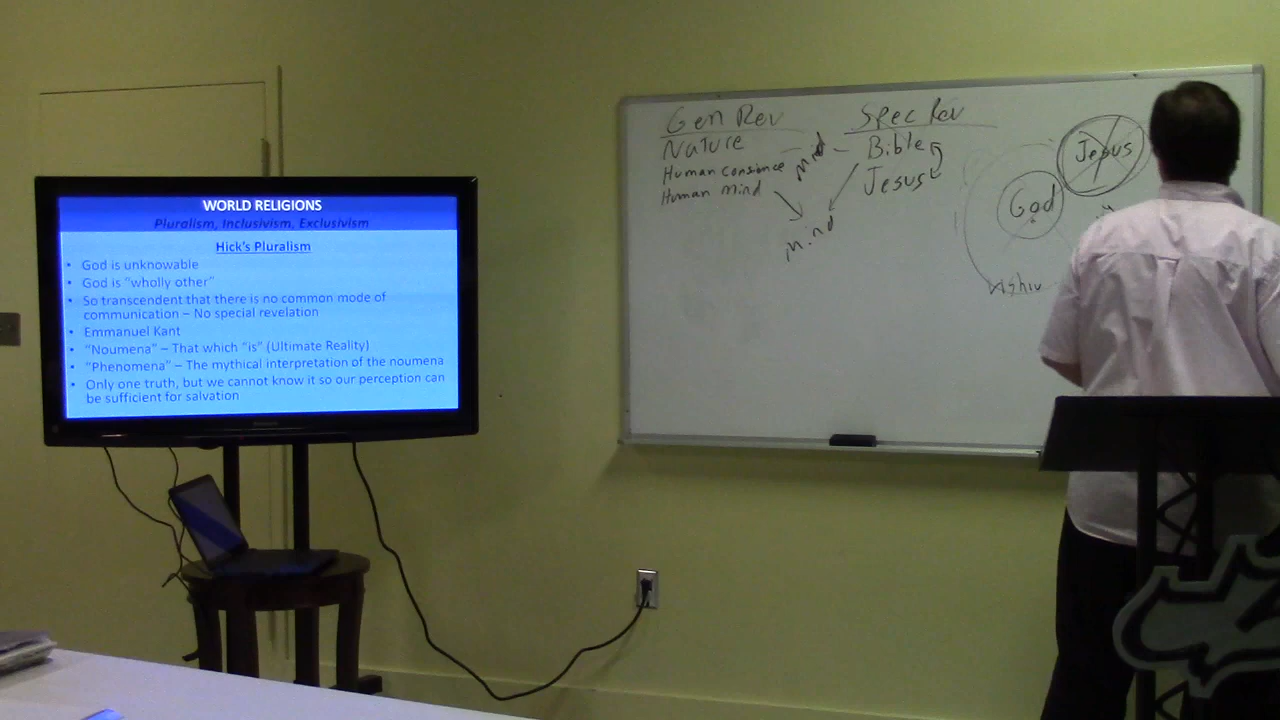 WORLD RELIGIONS
Pluralism, Inclusivism, Exclusivism
Hick's Pluralism
• God is unknowable
• God is "wholly other"
• So transcendent that there is no common mode of
communication – No special revelation
• Emmanuel Kant
• "Noumena" – That which "is" (Ultimate Reality)
• "Phenomena" – The mythical interpretation of the noumena
• Only one truth, but we cannot know it so our perception can
be sufficient for salvation
Gen Rev
Nature
Human consience
Human mind
Mind
Mind
Spec Rev
Bible
Jesus
Jesus
God